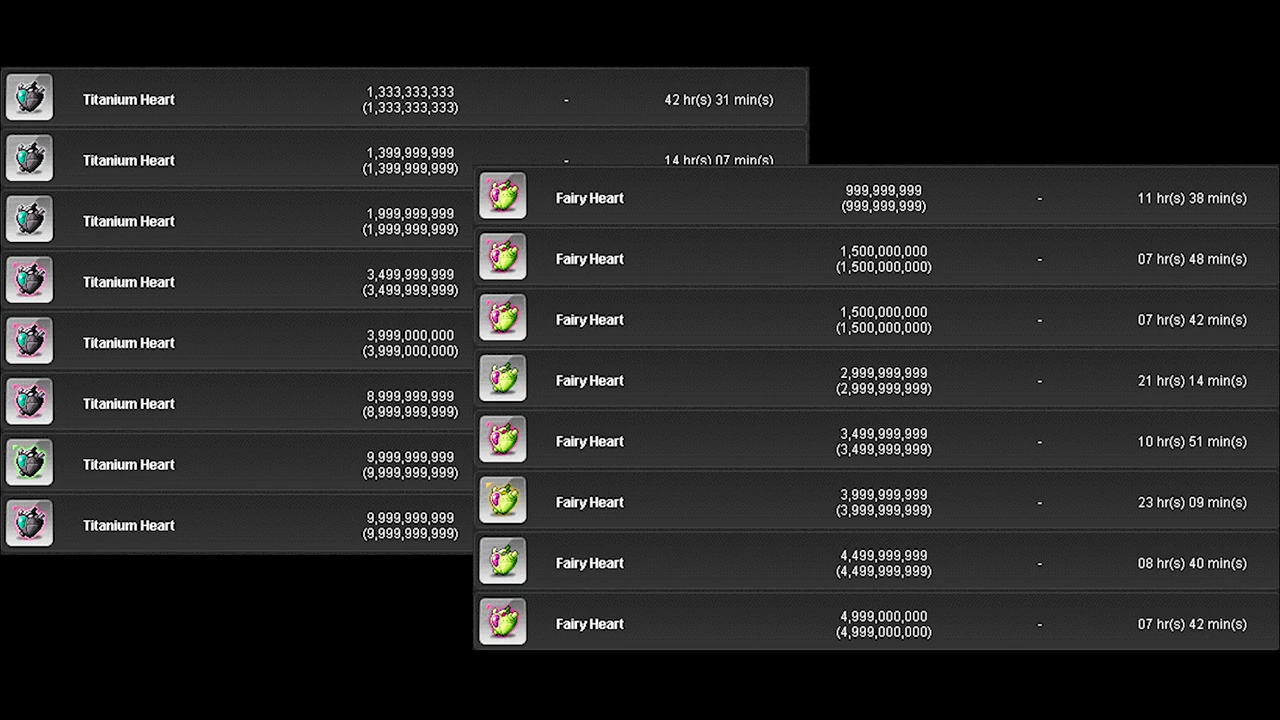 Titanium Heart 1,333,333,333 - 42 hr(s) 31 min(s)
(1,333,333,333)
Titanium Heart 1,399,999,999 - 14 hr(s) 07 min(s)
(1,399,999,999)
Titanium Heart 1,999,999,999
(1,999,999,999)
Titanium Heart 3,499,999,999
(3,499,999,999)
Titanium Heart 3,999,000,000
(3,999,000,000)
Titanium Heart 8,999,999,999
(8,999,999,999)
Titanium Heart 9,999,999,999
(9,999,999,999)
Titanium Heart 9,999,999,999
(9,999,999,999)
Fairy Heart 999,999,999 - 11 hr(s) 38 min(s)
(999,999,999)
Fairy Heart 1,500,000,000 - 07 hr(s) 48 min(s)
(1,500,000,000)
Fairy Heart 1,500,000,000 - 07 hr(s) 42 min(s)
(1,500,000,000)
Fairy Heart 2,999,999,999 - 21 hr(s) 14 min(s)
(2,999,999,999)
Fairy Heart 3,499,999,999 - 10 hr(s) 51 min(s)
(3,499,999,999)
Fairy Heart 3,999,999,999 - 23 hr(s) 09 min(s)
(3,999,999,999)
Fairy Heart 4,499,999,999 - 08 hr(s) 40 min(s)
(4,499,999,999)
Fairy Heart 4,999,000,000 - 07 hr(s) 42 min(s)
(4,999,000,000)